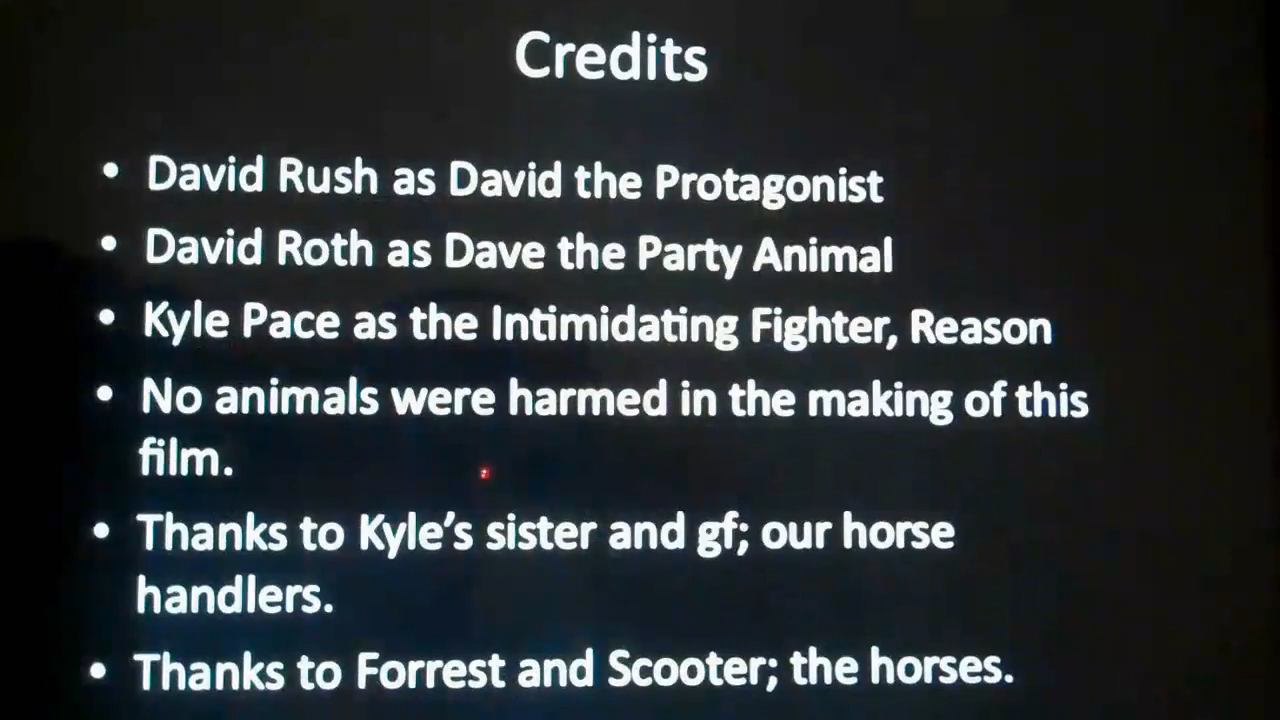 Credits
• David Rush as David the Protagonist
• David Roth as Dave the Party Animal
• Kyle Pace as the Intimidating Fighter, Reason
• No animals were harmed in the making of this
film.
• Thanks to Kyle's sister and gf; our horse
handlers.
• Thanks to Forrest and Scooter; the horses.